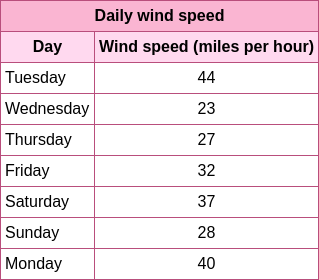 Daily wind speed
Day Wind speed (miles per hour)
Tuesday 44
Wednesday 23
Thursday 27
Friday 32
Saturday 37
Sunday 28
Monday 40